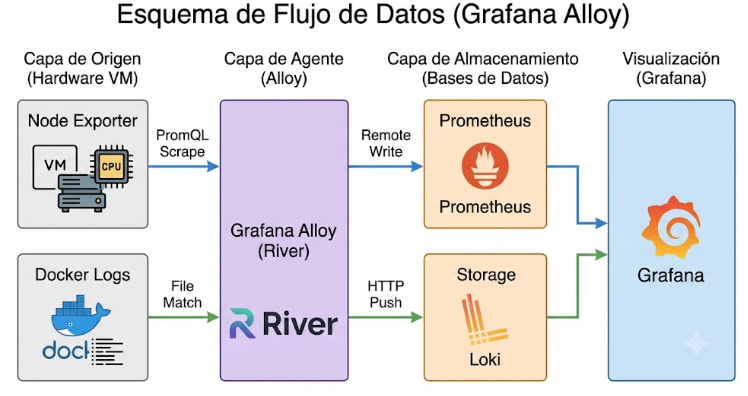 Esquema de Flujo de Datos (Grafana Alloy)
Capa de Origen
(Hardware VM)
Capa de Agente
(Alloy)
Capa de Almacenamiento
(Bases de Datos)
Visualización
(Grafana)
Node Exporter
VM
CPU
PromQL
Scrape
Grafana Alloy
(River)
River
Remote
Write
Prometheus
Prometheus
Docker Logs
docl
File
Match
HTTP
Push
Storage
Loki
Grafana